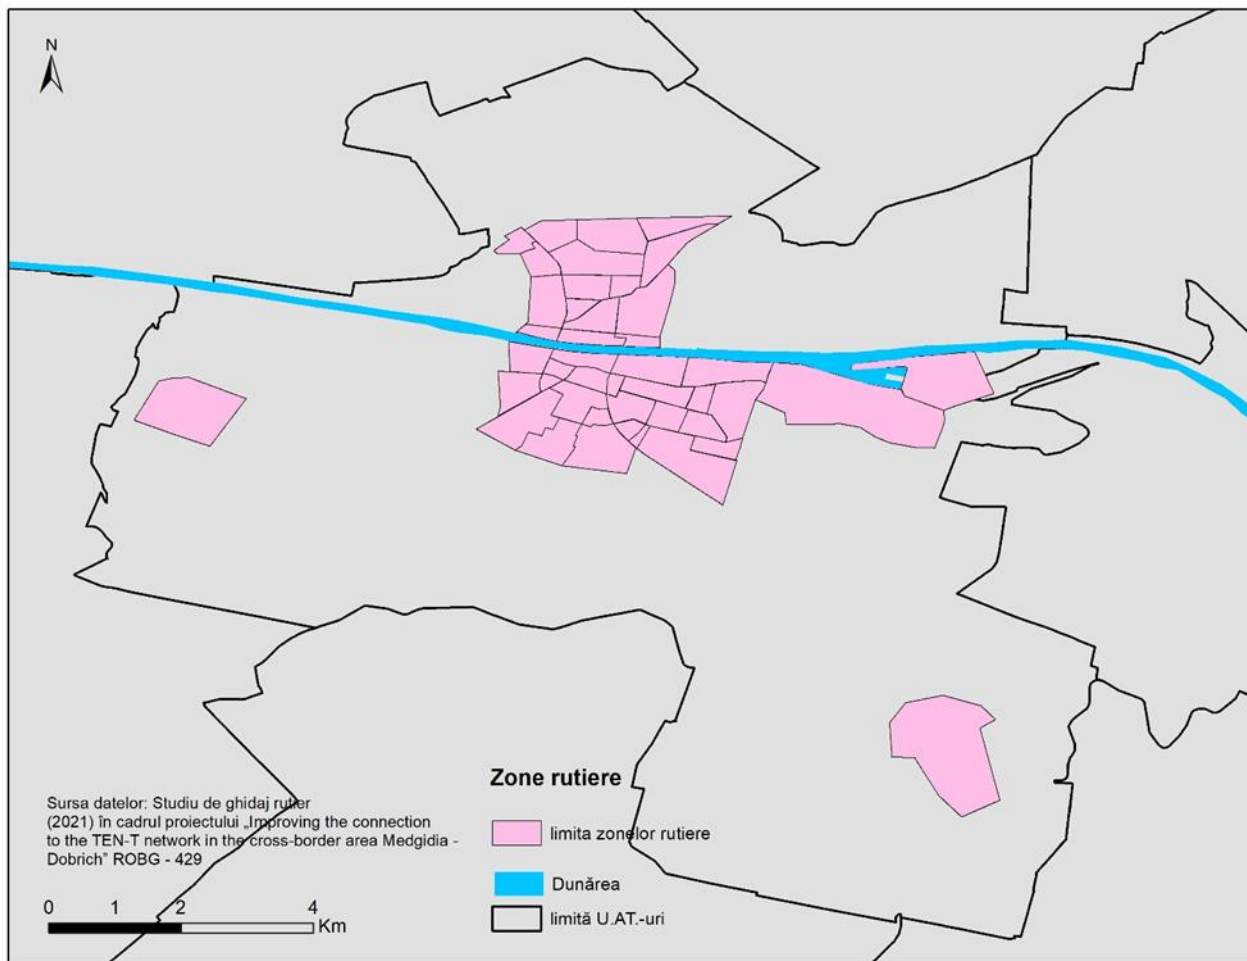 N
Zone rutiere
Sursa datelor: Studiu de ghidaj rutier
(2021) în cadrul proiectului „Improving the connection
to the TEN-T network in the cross-border area Medgidia -
Dobrich” ROBG - 429
limita zonelor rutiere
Dunărea
limită U.AT.-uri
0 1 2 4
Km